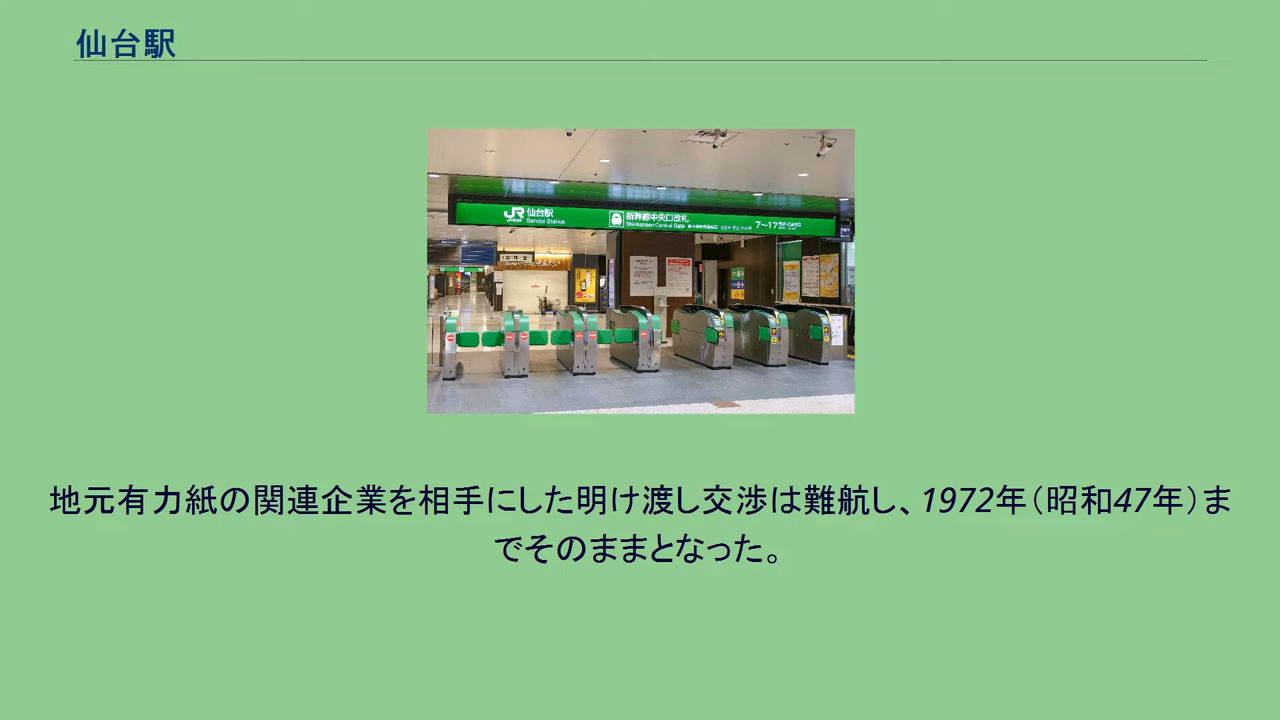 仙台駅
JR 仙台駅
Sendai Station
新幹線中央口改札
Shinkansen Central Gate
7〜17
地元有力紙の関連企業を相手にした明け渡し交渉は難航し、1972年（昭和47年）ま
でそのままとなった。